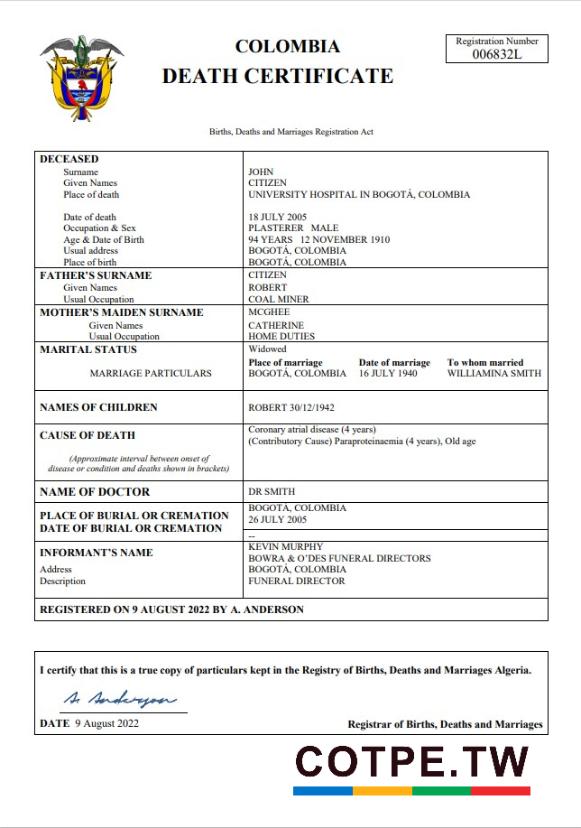 COLOMBIA
DEATH CERTIFICATE
Registration Number
006832L
Births, Deaths and Marriages Registration Act
DECEASED
Surname JOHN
Given Names CITIZEN
Place of death UNIVERSITY HOSPITAL IN BOGOTÁ, COLOMBIA
Date of death 18 JULY 2005
Occupation & Sex PLASTERER MALE
Age & Date of Birth 94 YEARS 12 NOVEMBER 1910
Usual address BOGOTÁ, COLOMBIA
Place of birth BOGOTÁ, COLOMBIA
FATHER'S SURNAME CITIZEN
Given Names ROBERT
Usual Occupation COAL MINER
MOTHER'S MAIDEN SURNAME MCGHEE
Given Names CATHERINE
Usual Occupation HOME DUTIES
MARITAL STATUS Widowed
Place of marriage Date of marriage To whom married
MARRIAGE PARTICULARS BOGOTÁ, COLOMBIA 16 JULY 1940 WILLIAMINA SMITH
NAMES OF CHILDREN ROBERT 30/12/1942
CAUSE OF DEATH Coronary atrial disease (4 years)
(Contributory Cause) Paraproteinaemia (4 years), Old age
(Approximate interval between onset of
disease or condition and deaths shown in brackets)
NAME OF DOCTOR DR SMITH
PLACE OF BURIAL OR CREMATION BOGOTÁ, COLOMBIA
DATE OF BURIAL OR CREMATION 26 JULY 2005
--
INFORMANT'S NAME KEVIN MURPHY
BOWRA & O'DES FUNERAL DIRECTORS
Address BOGOTÁ, COLOMBIA
Description FUNERAL DIRECTOR
REGISTERED ON 9 AUGUST 2022 BY A. ANDERSON
I certify that this is a true copy of particulars kept in the Registry of Births, Deaths and Marriages Algeria.
A. Anderson
DATE 9 August 2022 Registrar of Births, Deaths and Marriages
COTPE.TW